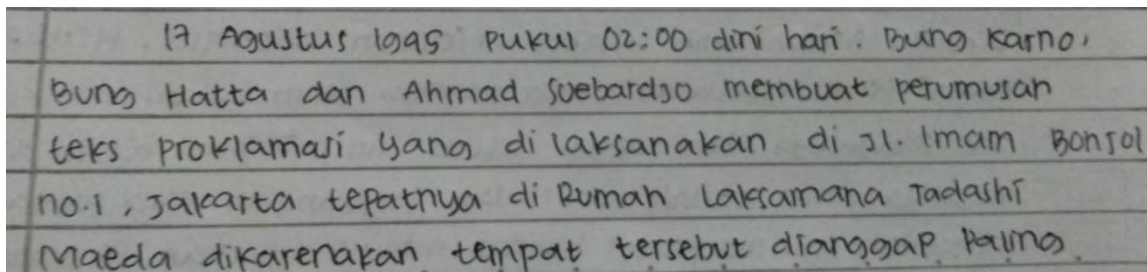 17 Agustus 1945 pukul 02:00 dini hari. Bung Karno,
Bung Hatta dan Ahmad Soebardjo membuat perumusan
teks proklamasi yang di laksanakan di Jl. Imam Bonjol
no.1, Jakarta tepatnya di Rumah Laksamana Tadashi
Maeda dikarenakan tempat tersebut dianggap paling